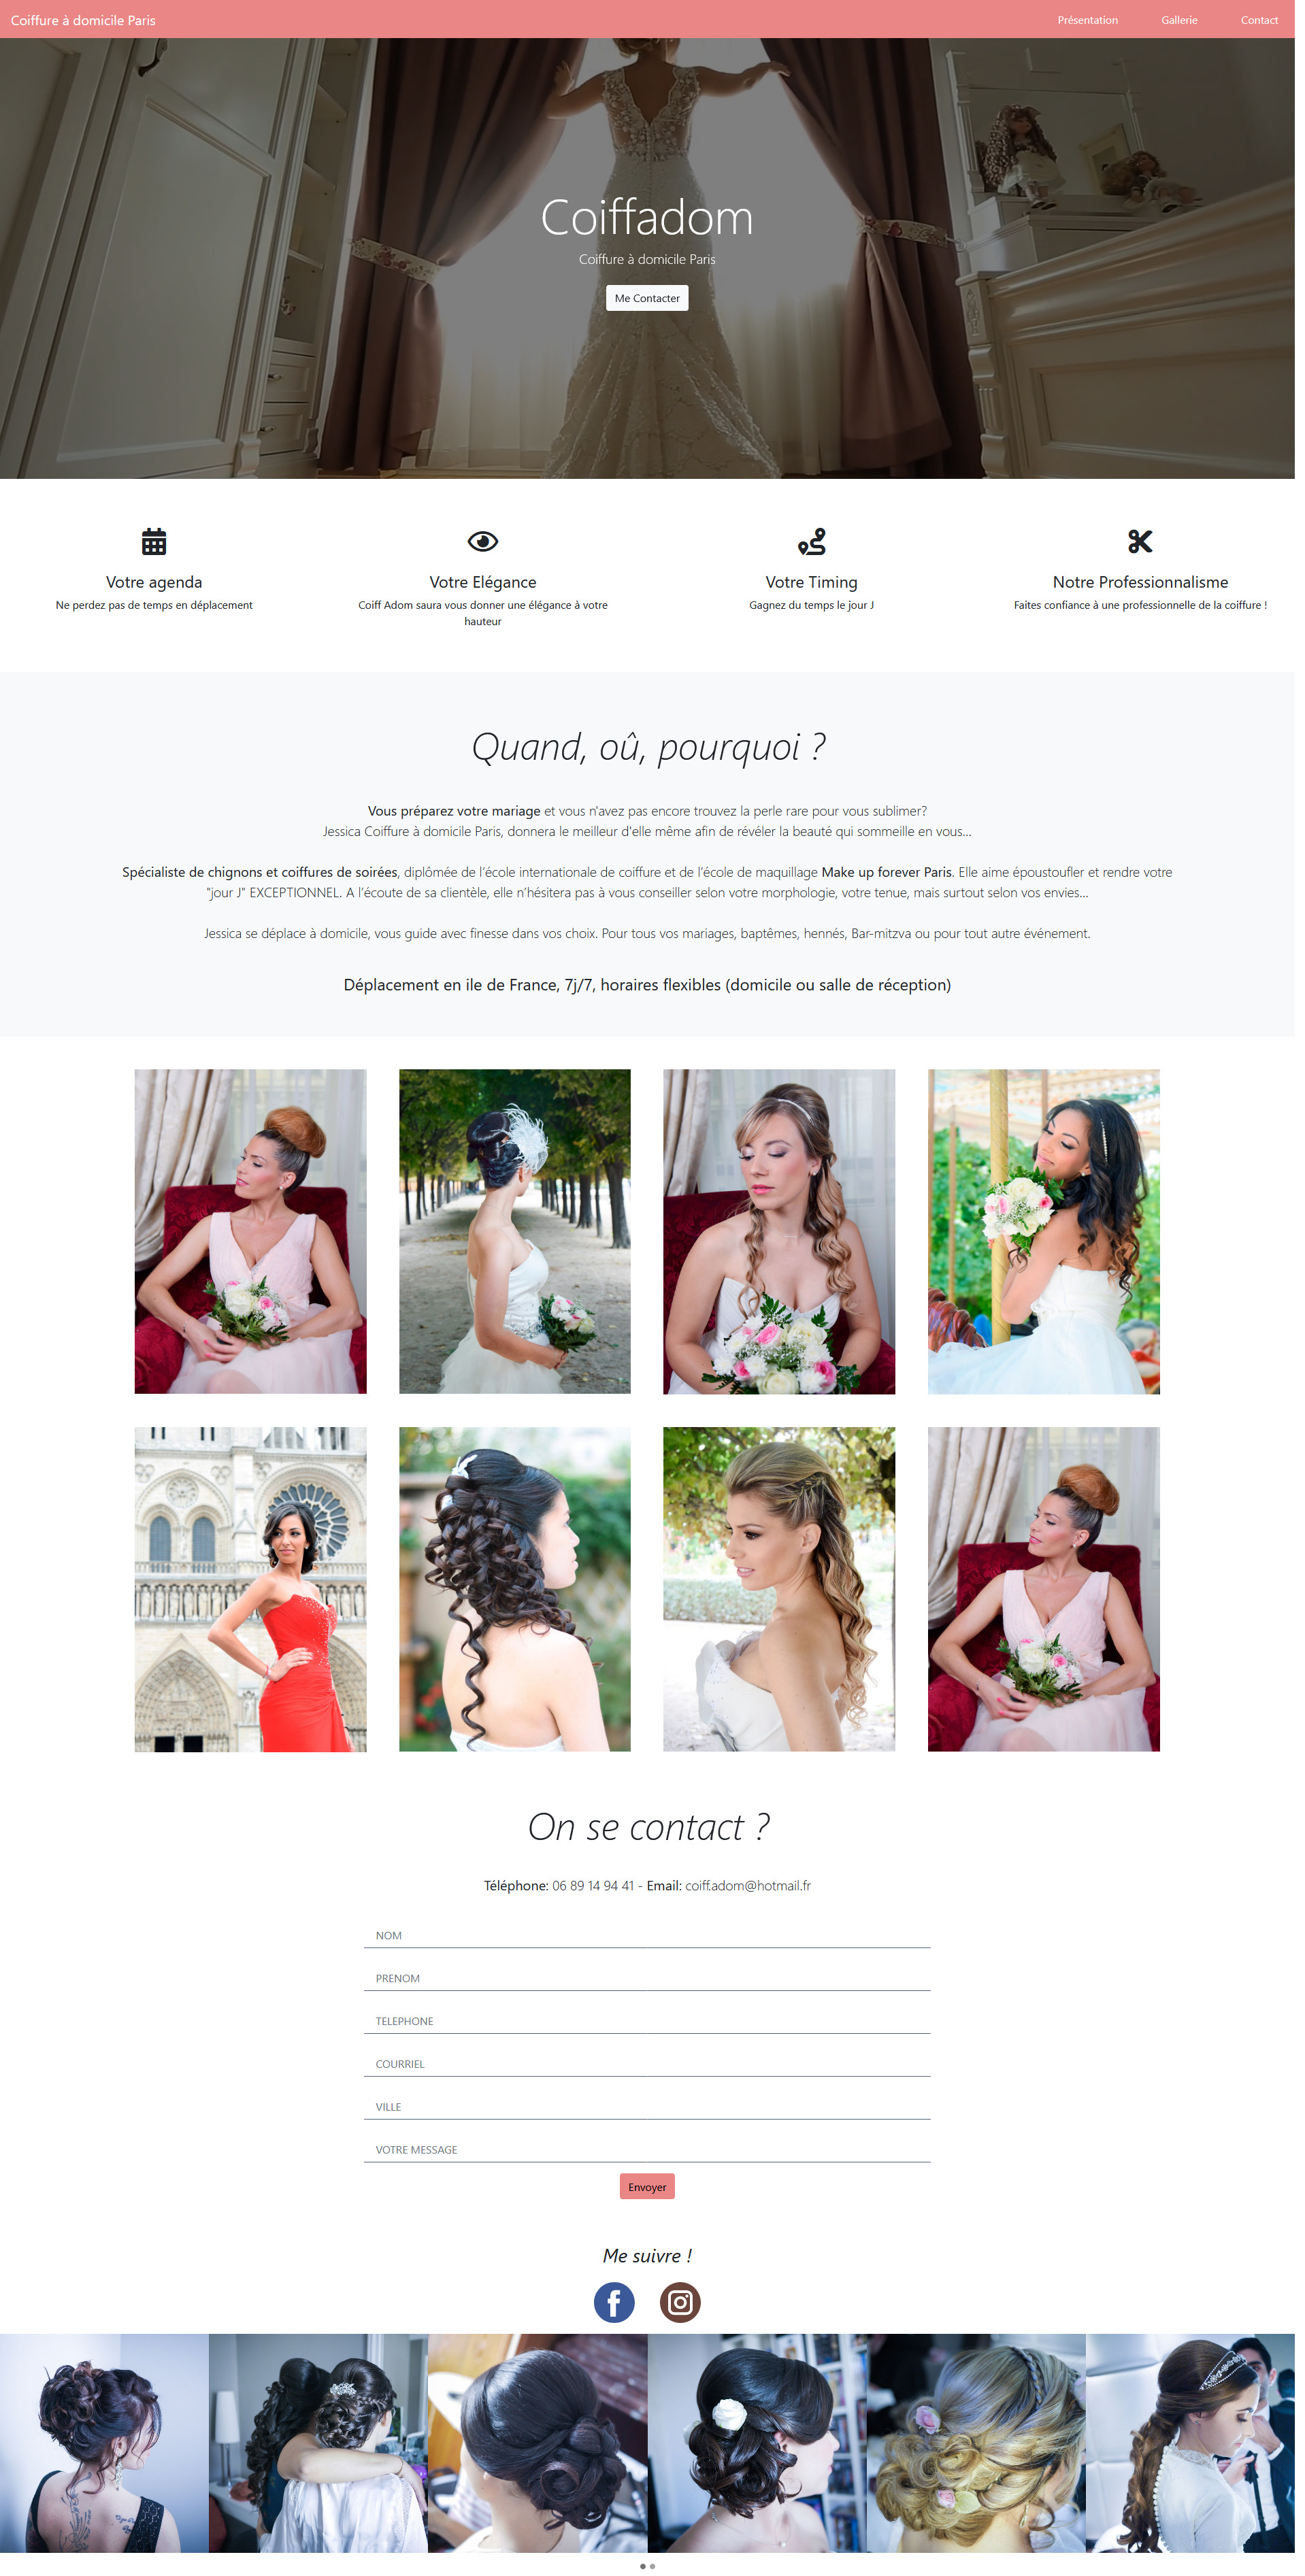 Coiffure à domicile Paris
Présentation
Gallerie
Contact
Coiffadom
Coiffure à domicile Paris
Me Contacter
Votre agenda
Ne perdez pas de temps en déplacement
Votre Elégance
Coiff Adom saura vous donner une élégance à votre
hauteur
Votre Timing
Gagnez du temps le jour J
Notre Professionnalisme
Faites confiance à une professionnelle de la coiffure !
Quand, oû, pourquoi ?
Vous préparez votre mariage et vous n'avez pas encore trouvez la perle rare pour vous sublimer?
Jessica Coiffure à domicile Paris, donnera le meilleur d'elle même afin de révéler la beauté qui sommeille en vous...
Spécialiste de chignons et coiffures de soirées, diplômée de l’école internationale de coiffure et de l’école de maquillage Make up forever Paris. Elle aime époustoufler et rendre votre
"jour J" EXCEPTIONNEL. A l’écoute de sa clientèle, elle n’hésitera pas à vous conseiller selon votre morphologie, votre tenue, mais surtout selon vos envies…
Jessica se déplace à domicile, vous guide avec finesse dans vos choix. Pour tous vos mariages, baptêmes, hennés, Bar-mitzva ou pour tout autre événement.
Déplacement en ile de France, 7j/7, horaires flexibles (domicile ou salle de réception)
On se contact ?
Téléphone: 06 89 14 94 41 - Email: coiff.adom@hotmail.fr
NOM
PRENOM
TELEPHONE
COURRIEL
VILLE
VOTRE MESSAGE
Envoyer
Me suivre !